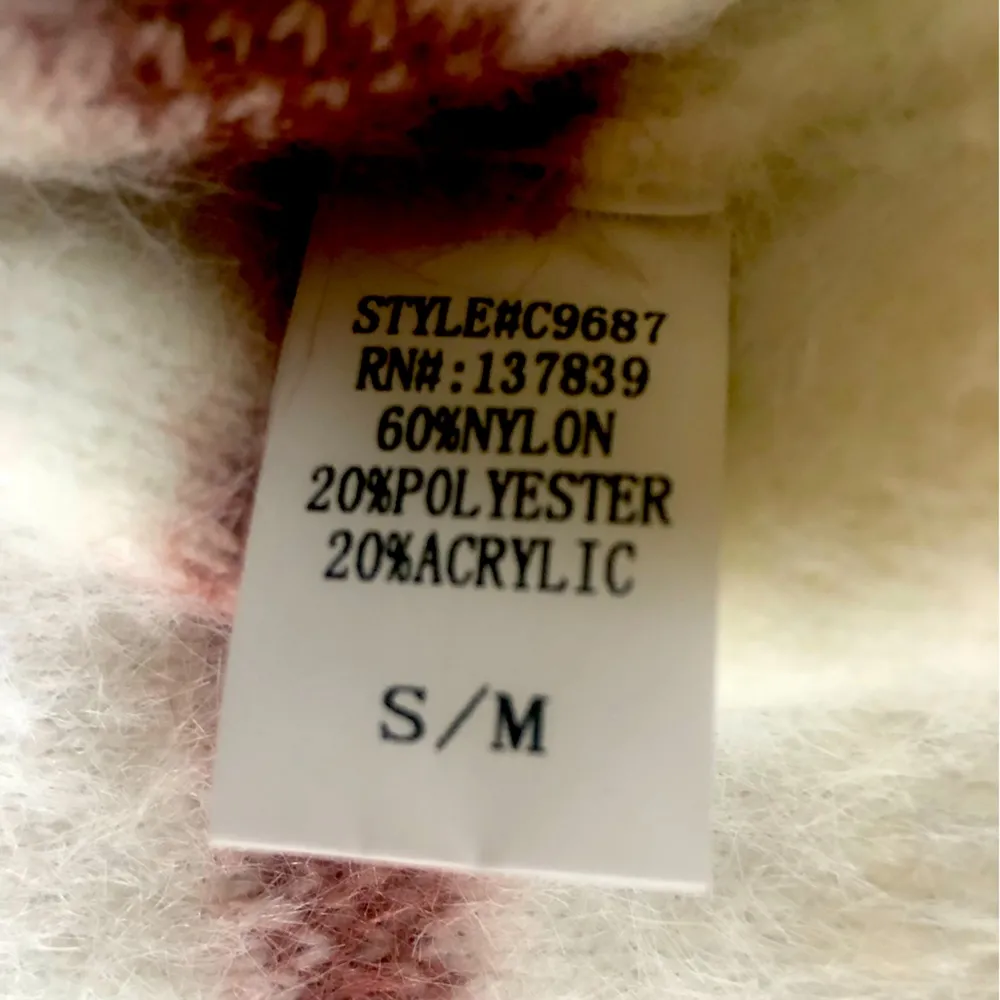 STYLE#C9687
RN#:137839
60%NYLON
20%POLYESTER
20%ACRYLIC
S/M